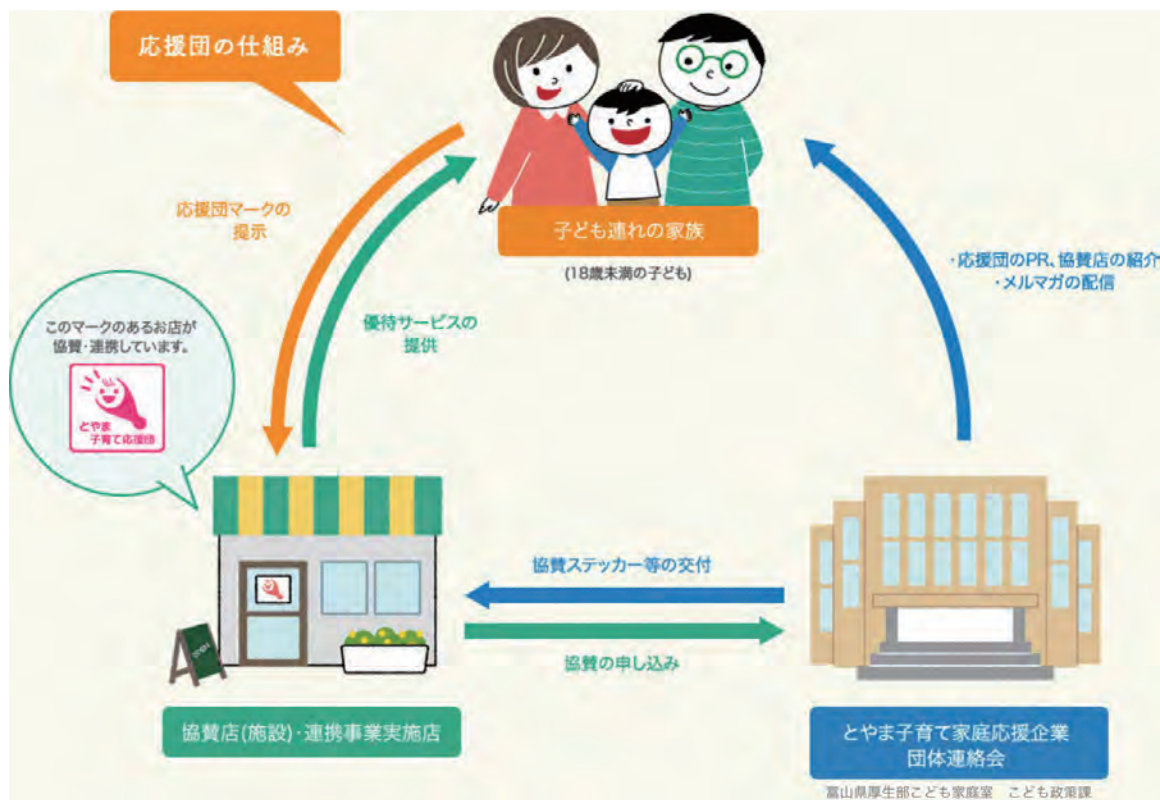 応援団の仕組み
応援団マークの
提示
子ども連れの家族
(18歳未満の子ども)
・応援団のPR、協賛店の紹介
・メルマガの配信
優待サービスの
提供
このマークのあるお店が
協賛・連携しています。
とやま
子育て応援団
協賛ステッカー等の交付
協賛の申し込み
協賛店(施設)・連携事業実施店
とやま子育て家庭応援企業
団体連絡会
富山県厚生部こども家庭室　こども政策課